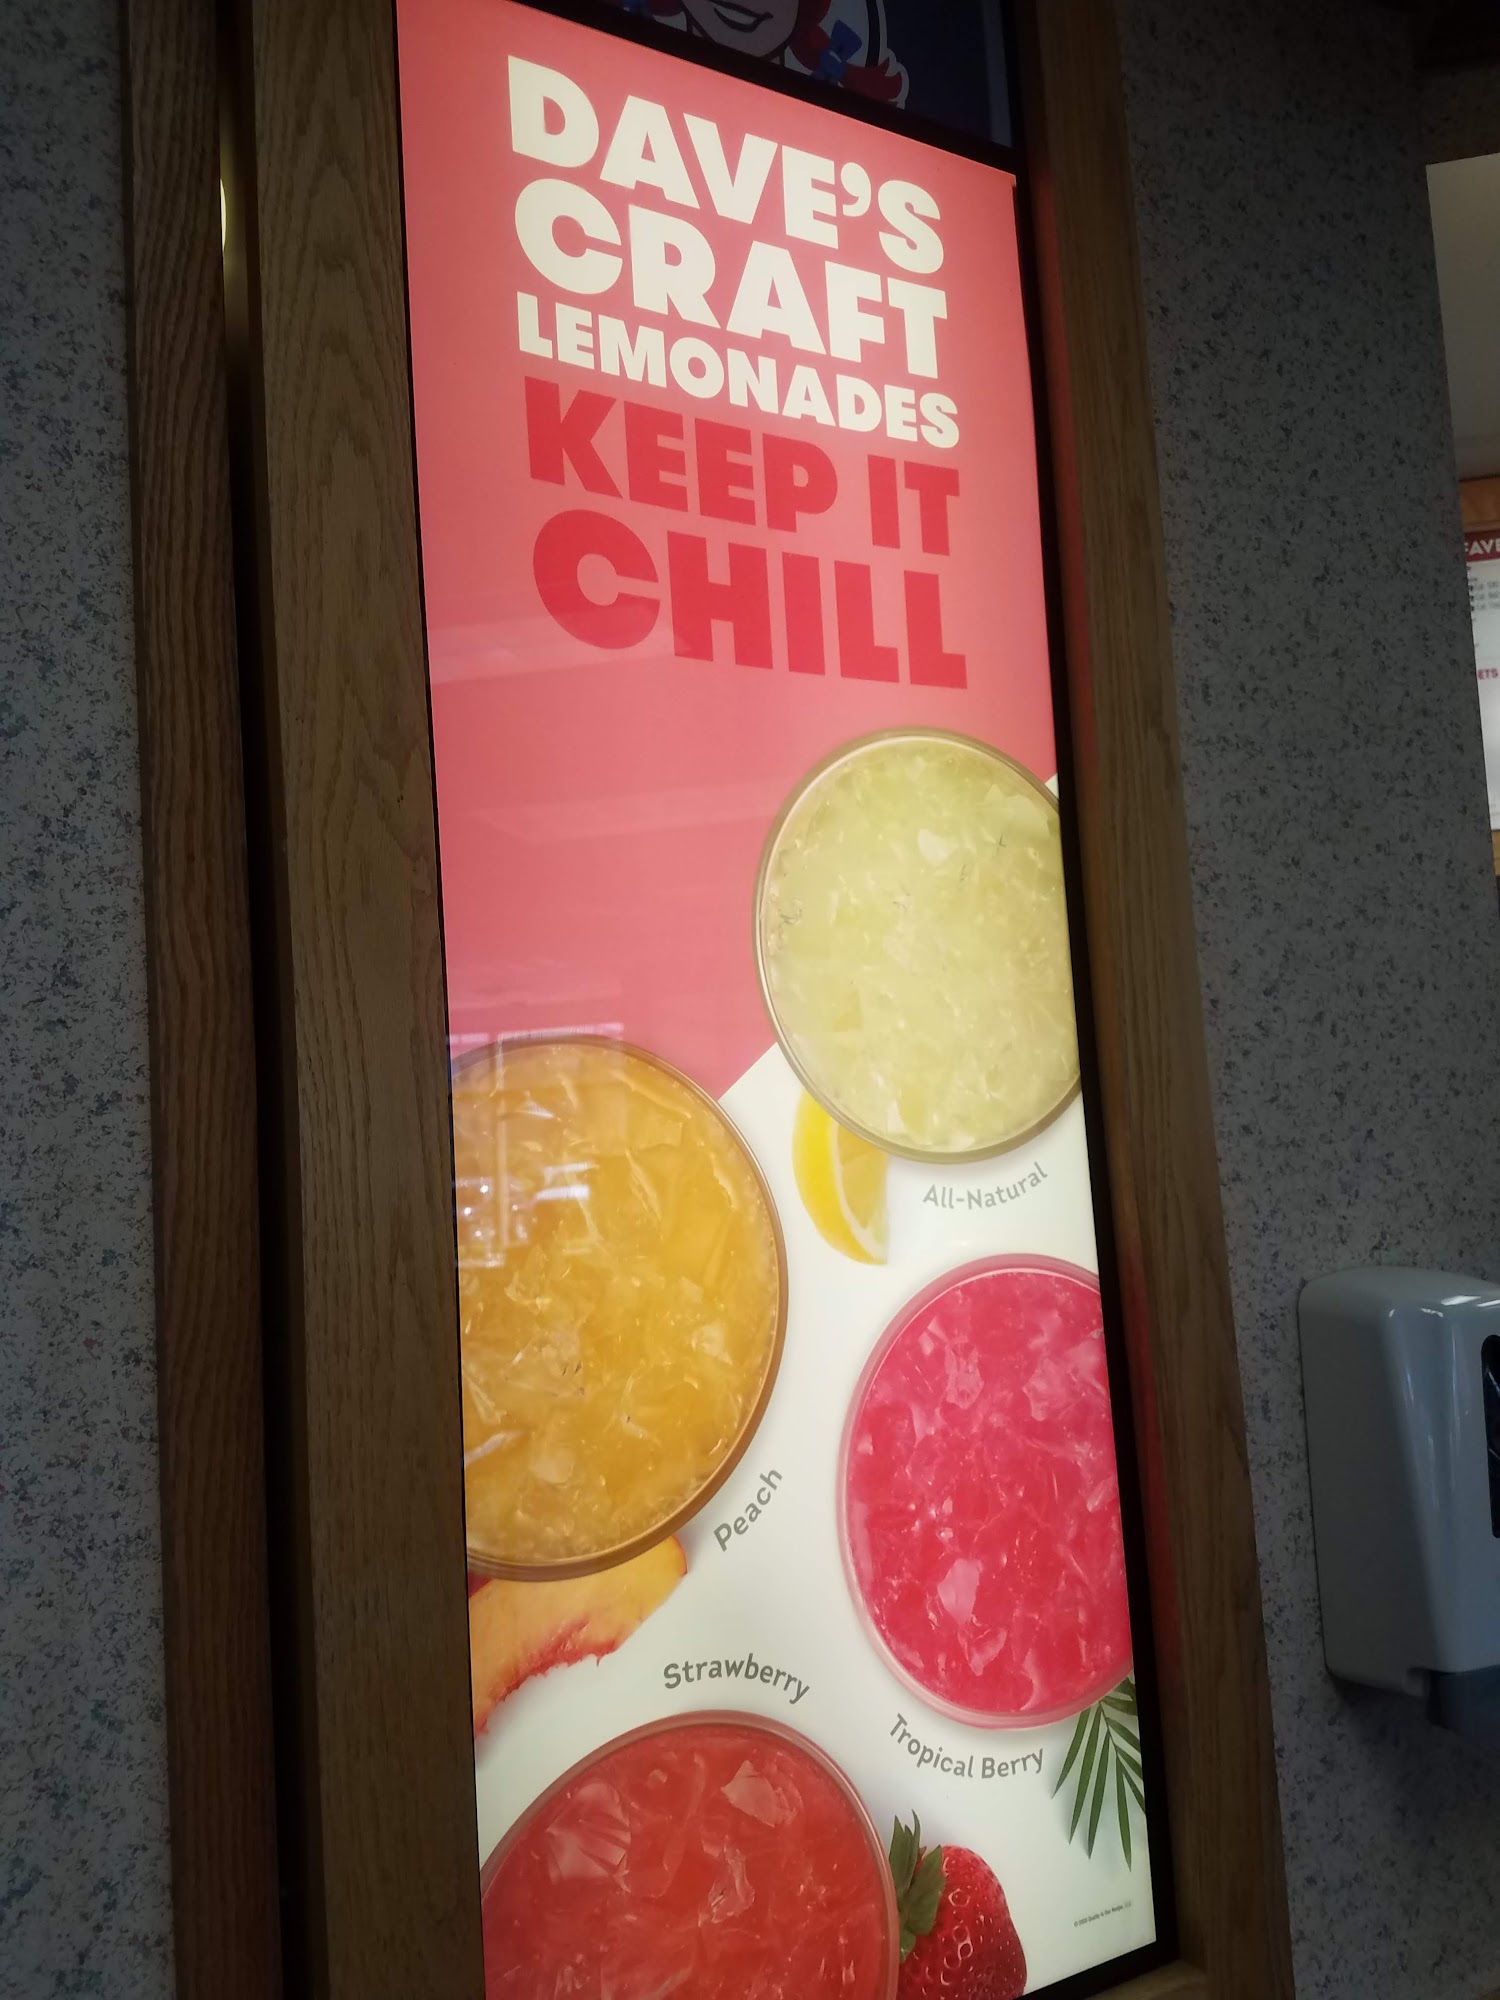 DAVE'S
CRAFT
LEMONADES
KEEP IT
CHILL
All-Natural
Peach
Strawberry
Tropical Berry